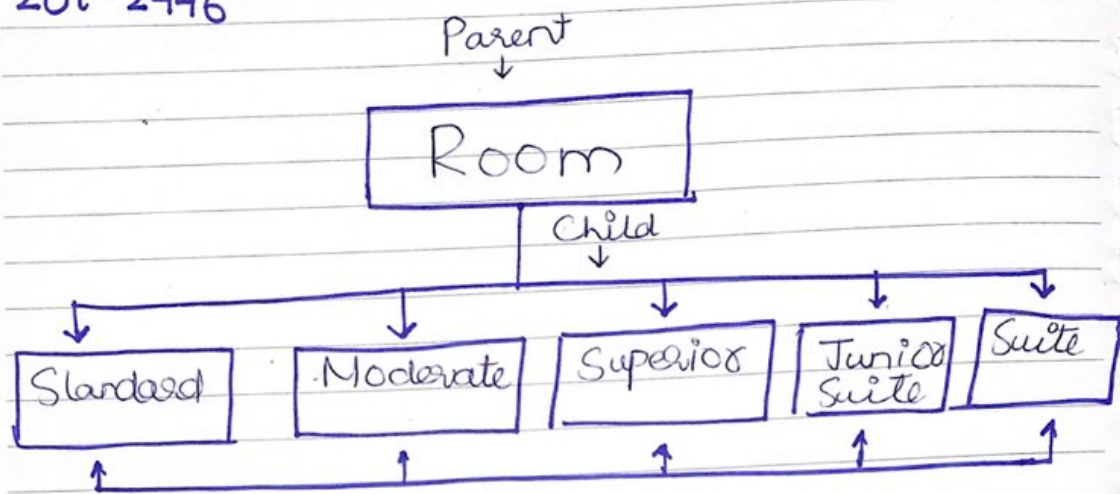 Parent
Room
Child
Standard
Moderate
Superior
Junior
Suite
Suite